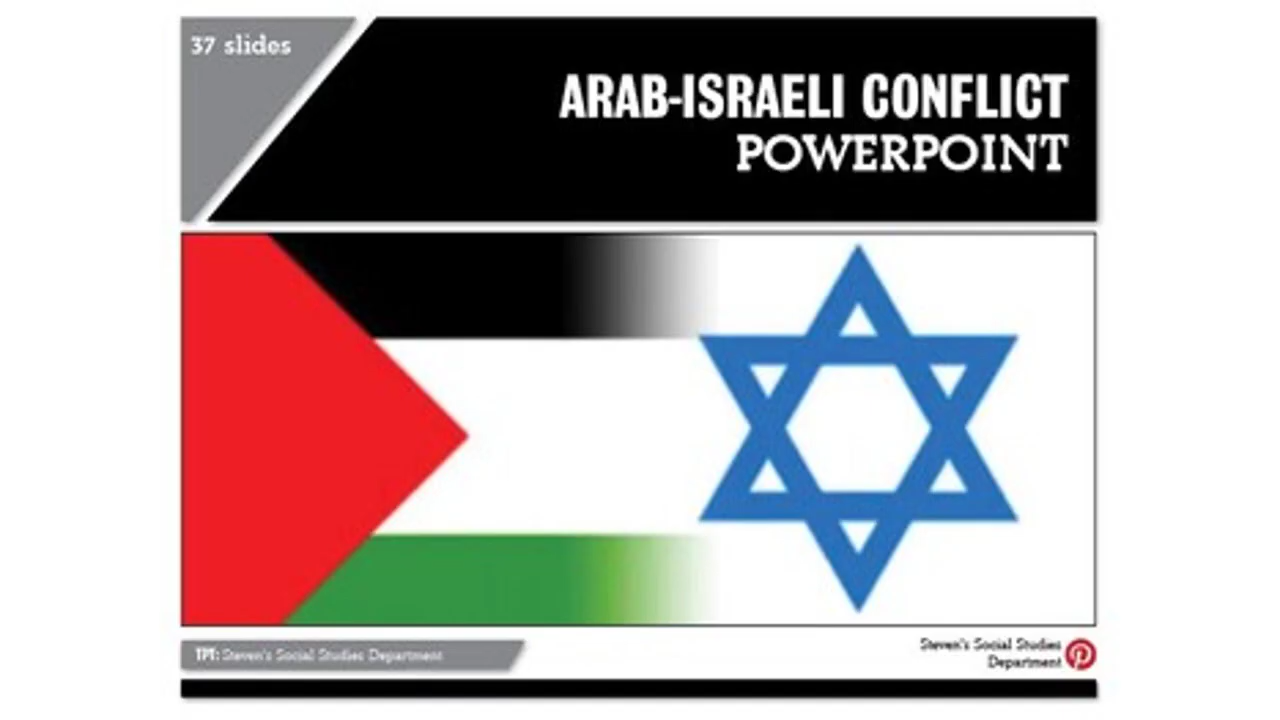 37 slides
ARAB-ISRAELI CONFLICT
POWERPOINT
TPT: Steven's Social Studies Department
Steven's Social Studies
Department